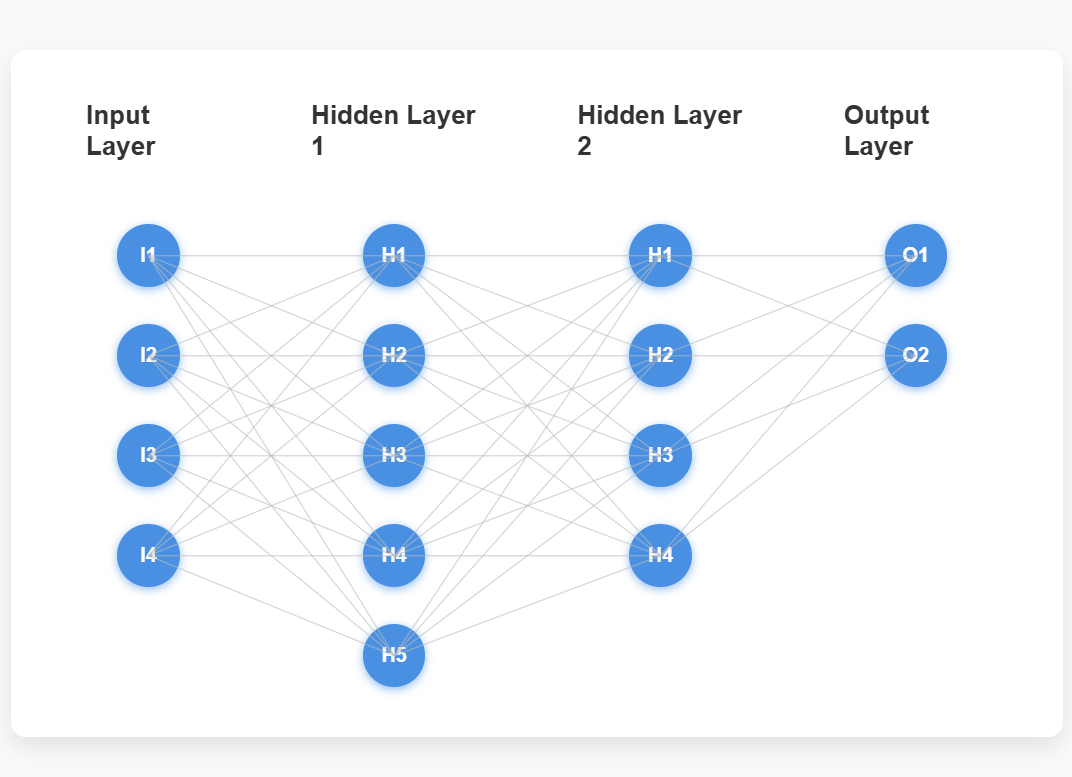 Input
Layer
Hidden Layer
1
Hidden Layer
2
Output
Layer
I1
H1
H1
O1
I2
H2
H2
O2
I3
H3
H3
I4
H4
H4
H5